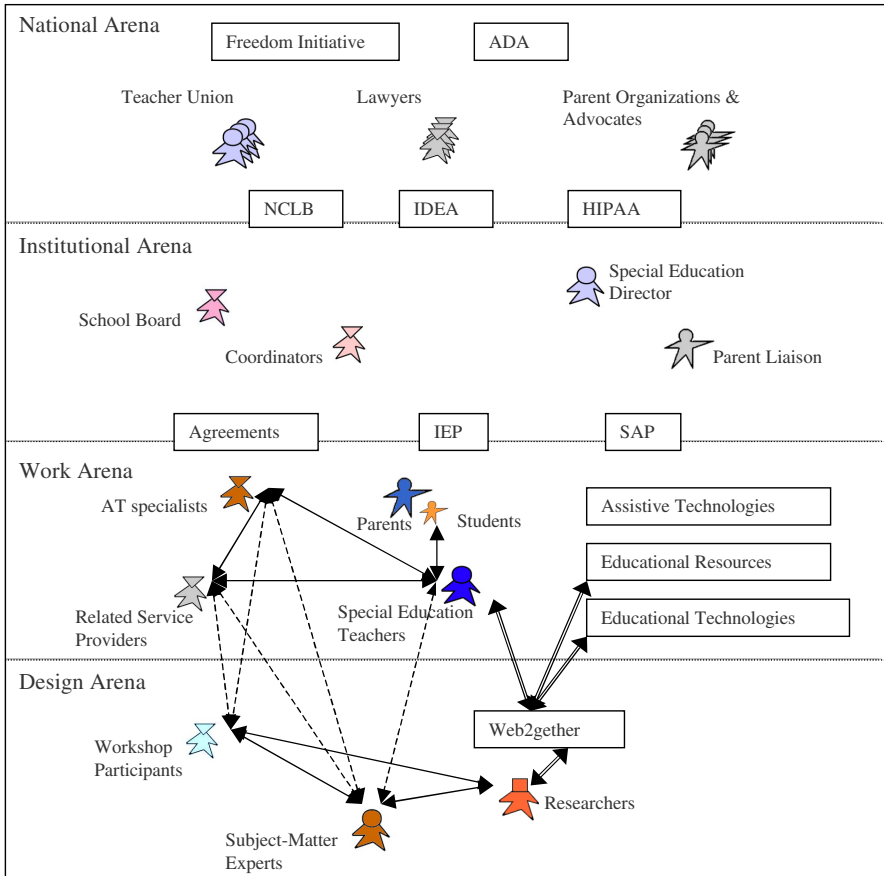 National Arena
Freedom Initiative
ADA
Teacher Union
Lawyers
Parent Organizations &
Advocates
NCLB
IDEA
HIPAA
Institutional Arena
Special Education
Director
School Board
Coordinators
Parent Liaison
Agreements
IEP
SAP
Work Arena
AT specialists
Parents
Students
Assistive Technologies
Educational Resources
Related Service
Providers
Special Education
Teachers
Educational Technologies
Design Arena
Workshop
Participants
Web2gether
Researchers
Subject-Matter
Experts